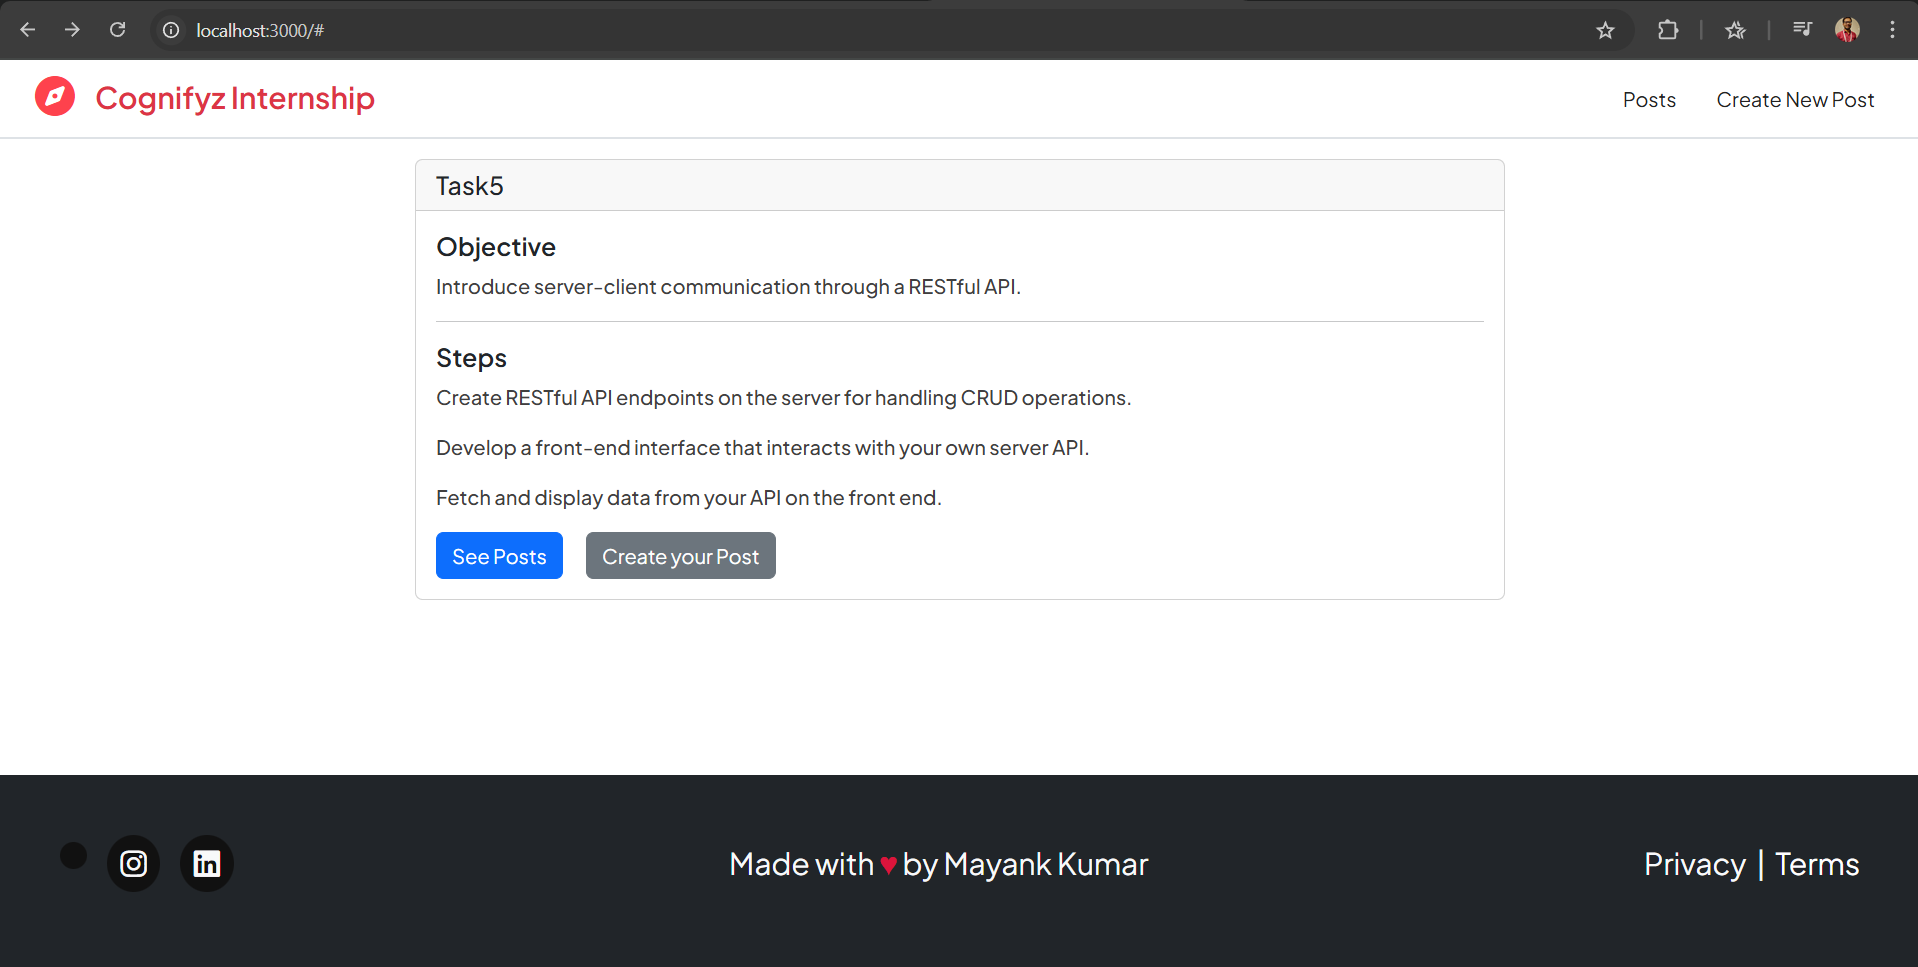 localhost:3000/#
Cognifyz Internship
Posts
Create New Post
Task5
Objective
Introduce server-client communication through a RESTful API.
Steps
Create RESTful API endpoints on the server for handling CRUD operations.
Develop a front-end interface that interacts with your own server API.
Fetch and display data from your API on the front end.
See Posts
Create your Post
Made with ♥ by Mayank Kumar
Privacy | Terms